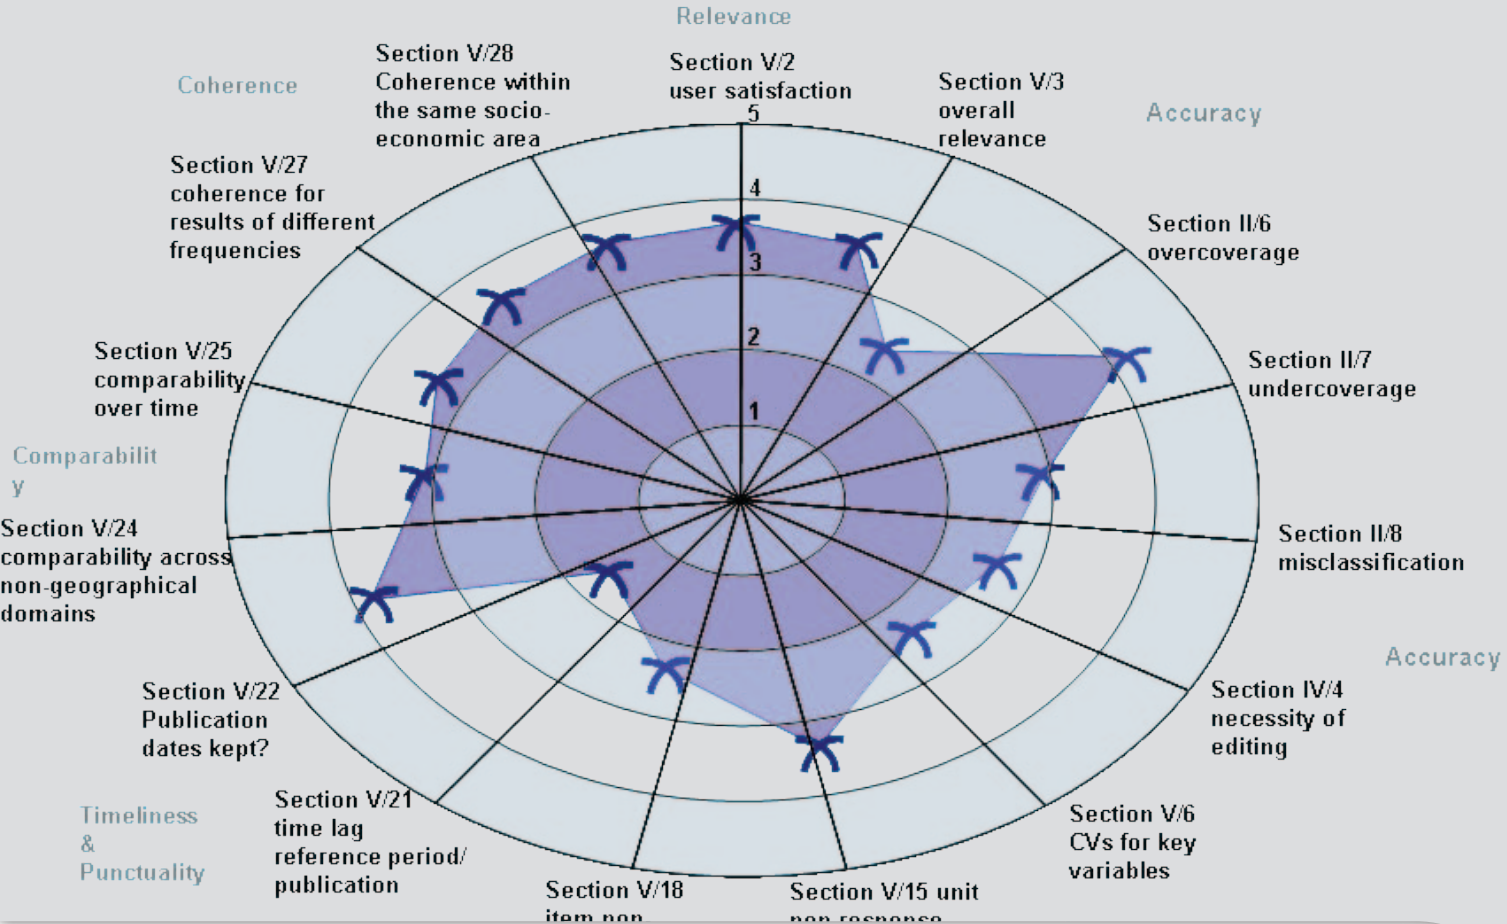 Relevance
Section V/28
Coherence within
the same socio-
economic area
Section V/2
user satisfaction
Section V/3
overall
relevance
Coherence
Accuracy
Section V/27
coherence for
results of different
frequencies
5
4
3
2
1
Section II/6
overcoverage
Section V/25
comparability
over time
Section II/7
undercoverage
Comparabilit
y
Section V/24
comparability across
non-geographical
domains
Section II/8
misclassification
Accuracy
Section V/22
Publication
dates kept?
Section IV/4
necessity of
editing
Timeliness
&
Punctuality
Section V/21
time lag
reference period/
publication
Section V/6
CVs for key
variables
Section V/18
item non
Section V/15 unit
non response